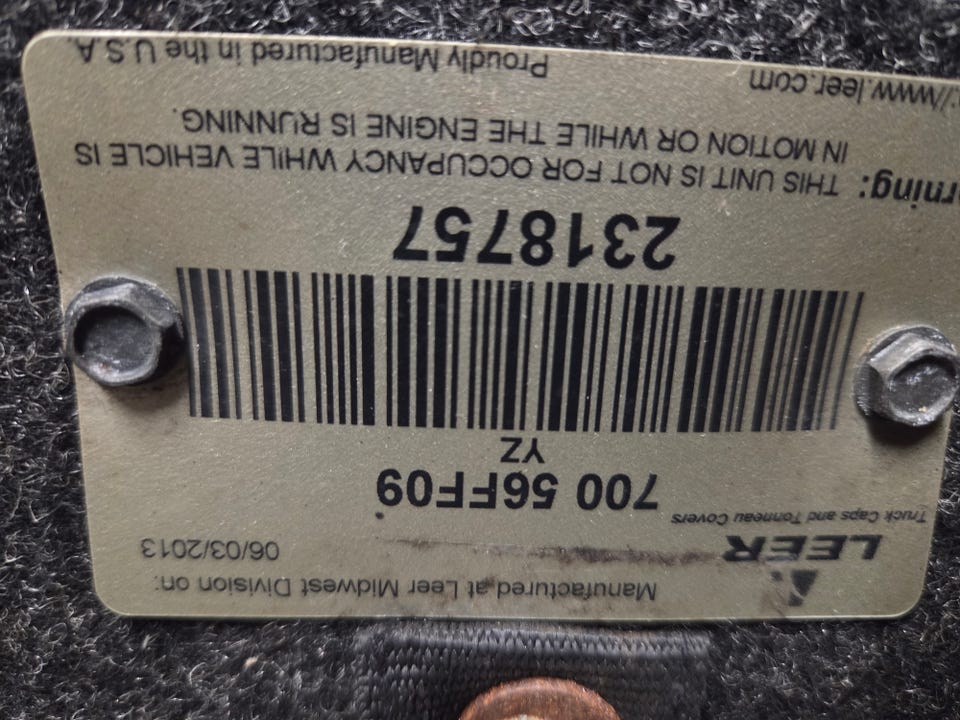 Manufactured at Leer Midwest Division on:
LEER
06/03/2013
Truck Caps and Tonneau Covers
700 56FF09
YZ
2318757
rning: THIS UNIT IS NOT FOR OCCUPANCY WHILE VEHICLE IS
IN MOTION OR WHILE THE ENGINE IS RUNNING.
://www.leer.com
Proudly Manufactured in the U.S.A.